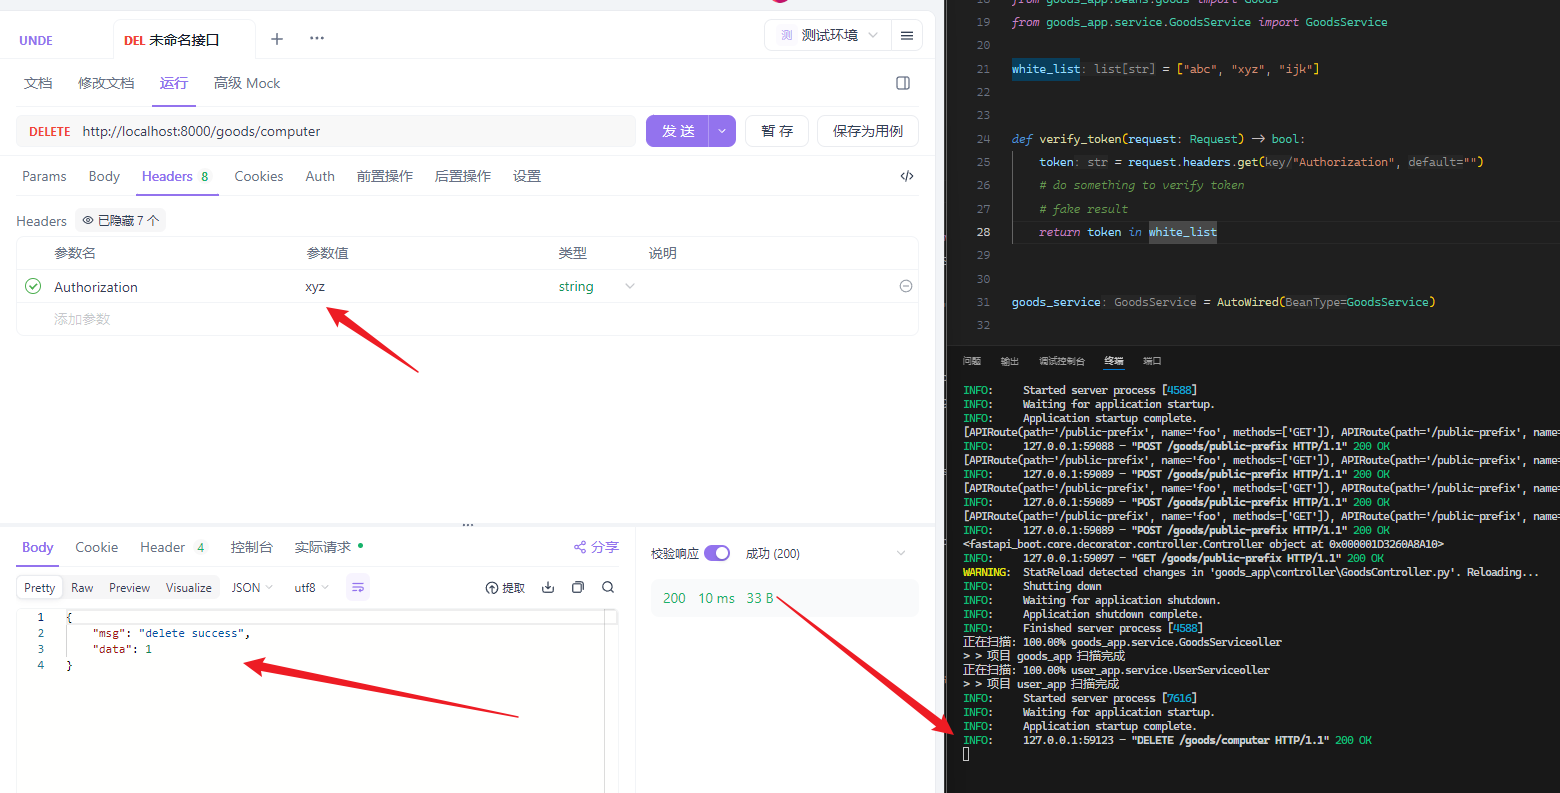 UNDE
DEL 未命名接口
测 测试环境
文档 修改文档 运行 高级 Mock
DELETE http://localhost:8000/goods/computer
发 送
暂 存
保存为用例
Params Body Headers 8 Cookies Auth 前置操作 后置操作 设置
Headers 已隐藏 7 个
参数名 参数值 类型 说明
Authorization xyz string
添加参数
Body Cookie Header 4 控制台 实际请求 分享
Pretty Raw Preview Visualize JSON utf8 提取
1 {
2 "msg": "delete success",
3 "data": 1
4 }
校验响应 成功 (200)
200 10 ms 33 B
18 from goods_app.beans.goods import Goods
19 from goods_app.service.GoodsService import GoodsService
20
21 white_list: list[str] = ["abc", "xyz", "ijk"]
22
23
24 def verify_token(request: Request) -> bool:
25 token: str = request.headers.get(key/"Authorization", default="")
26 # do something to verify token
27 # fake result
28 return token in white_list
29
30
31 goods_service: GoodsService = AutoWired(BeanType=GoodsService)
32
问题 输出 调试控制台 终端 端口
INFO: Started server process [4588]
INFO: Waiting for application startup.
INFO: Application startup complete.
[APIRoute(path='/public-prefix', name='foo', methods=['GET']), APIRoute(path='/public-prefix', name=
INFO: 127.0.0.1:59088 - "POST /goods/public-prefix HTTP/1.1" 200 OK
[APIRoute(path='/public-prefix', name='foo', methods=['GET']), APIRoute(path='/public-prefix', name=
INFO: 127.0.0.1:59089 - "POST /goods/public-prefix HTTP/1.1" 200 OK
[APIRoute(path='/public-prefix', name='foo', methods=['GET']), APIRoute(path='/public-prefix', name=
INFO: 127.0.0.1:59089 - "POST /goods/public-prefix HTTP/1.1" 200 OK
[APIRoute(path='/public-prefix', name='foo', methods=['GET']), APIRoute(path='/public-prefix', name=
INFO: 127.0.0.1:59089 - "POST /goods/public-prefix HTTP/1.1" 200 OK
<fastapi_boot.core.decorator.controller.Controller object at 0x000001D3260A8A10>
INFO: 127.0.0.1:59097 - "GET /goods/public-prefix HTTP/1.1" 200 OK
WARNING: StatReload detected changes in 'goods_app\controller\GoodsController.py'. Reloading...
INFO: Shutting down
INFO: Waiting for application shutdown.
INFO: Application shutdown complete.
INFO: Finished server process [4588]
正在扫描: 100.00% goods_app.service.GoodsServiceoller
> > 项目 goods_app 扫描完成
正在扫描: 100.00% user_app.service.UserServiceoller
> > 项目 user_app 扫描完成
INFO: Started server process [7616]
INFO: Waiting for application startup.
INFO: Application startup complete.
INFO: 127.0.0.1:59123 - "DELETE /goods/computer HTTP/1.1" 200 OK